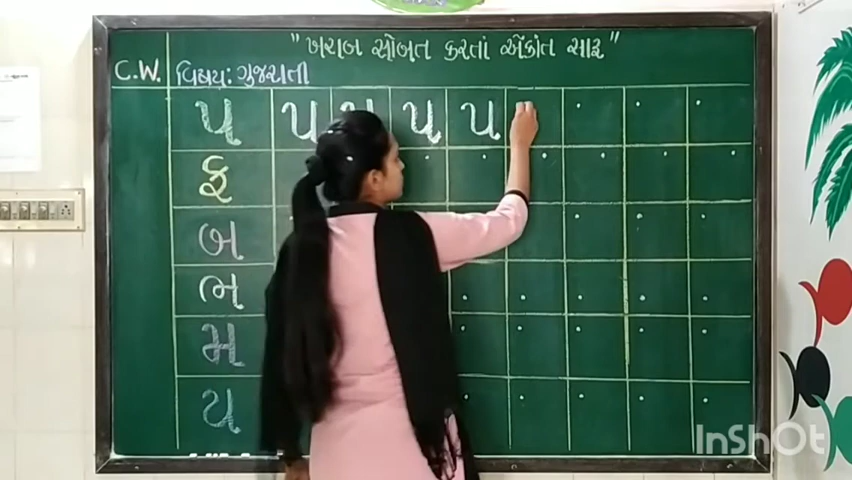 "ખરાબ સોબત કરતાં એકાંત સારૂ"
C.W. વિષય: ગુજરાતી
પ પ પ પ પ
ફ
બ
ભ
મ
ય
InShOt